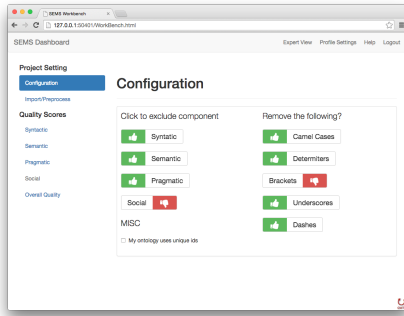 SEMS Workbench
127.0.0.1:50401/WorkBench.html
SEMS Dashboard
Expert View Profile Settings Help Logout
Project Setting
Configuration
Import/Preprocess
Quality Scores
Syntactic
Semantic
Pragmatic
Social
Overall Quality
Configuration
Click to exclude component
Syntatic
Semantic
Pragmatic
Social
MISC
My ontology uses unique ids
Remove the following?
Camel Cases
Determiters
Brackets
Underscores
Dashes